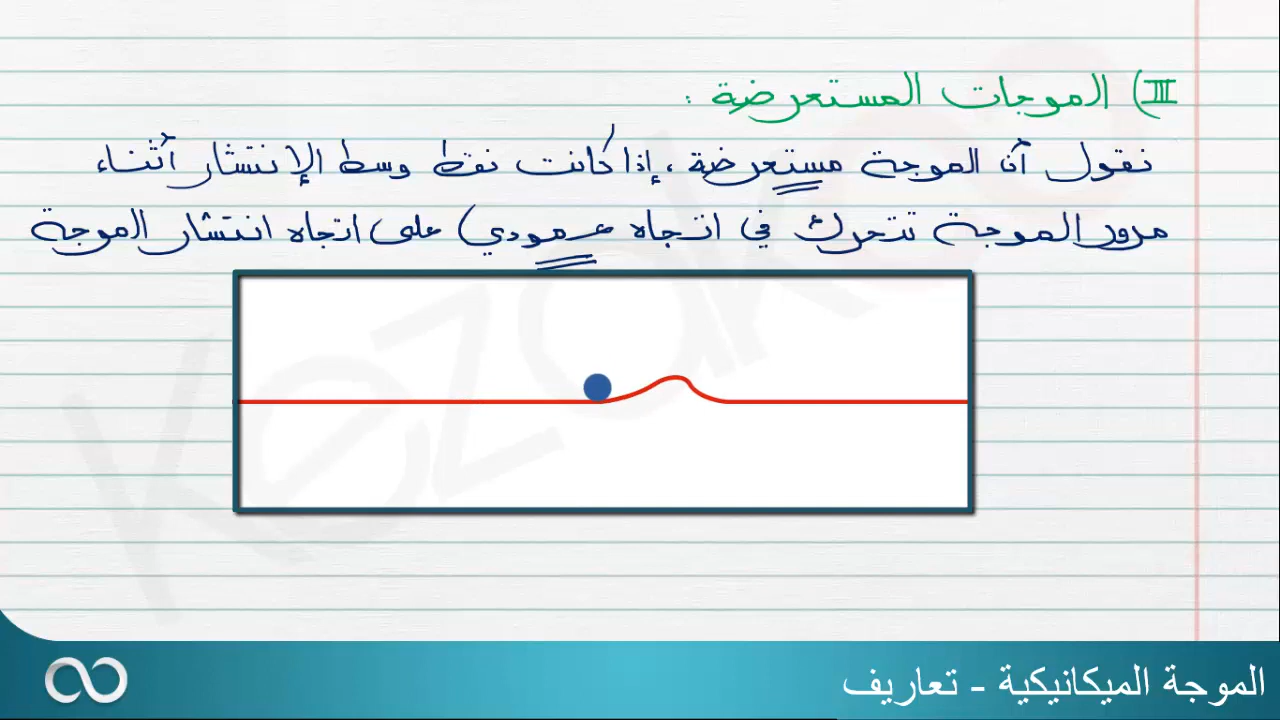 III) الموجات المستعرضة :
نقول أن الموجة مستعرضة ، إذا كانت نقط وسط الإنتشار أثناء
مرور الموجة تتحرك في اتجاه عمودي على اتجاه انتشار الموجة
Kezako
الموجة الميكانيكية - تعاريف